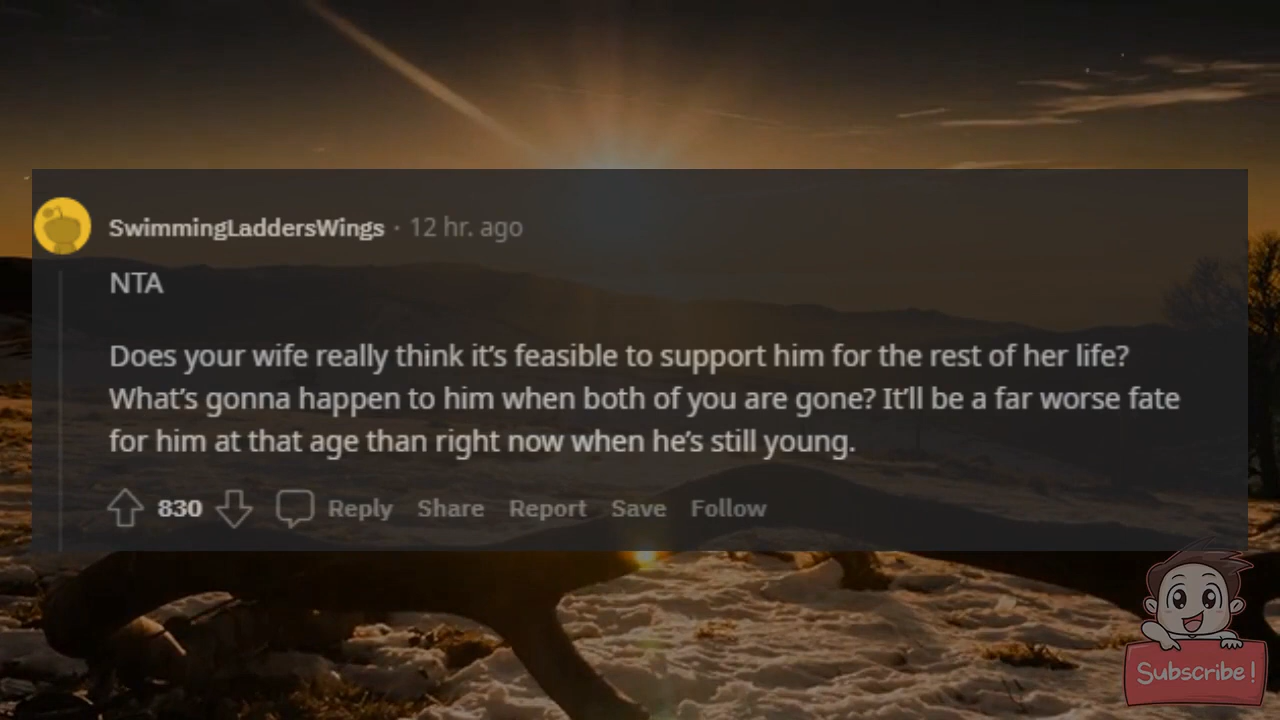 SwimmingLaddersWings · 12 hr. ago
NTA
Does your wife really think it’s feasible to support him for the rest of her life?
What’s gonna happen to him when both of you are gone? It’ll be a far worse fate
for him at that age than right now when he’s still young.
830 Reply Share Report Save Follow
Subscribe!